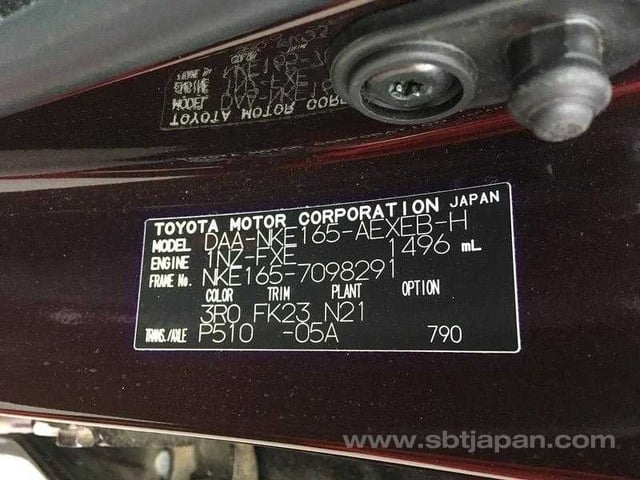 TOYOTA MOTOR CORPORATION JAPAN
MODEL DAA-NKE165-AEXEB-H
ENGINE 1NZ-FXE 1496 mL
FRAME No. NKE165-7098291
COLOR TRIM PLANT OPTION
3R0 FK23 N21
TRANS./AXLE P510 -05A 790
www.sbtjapan.com